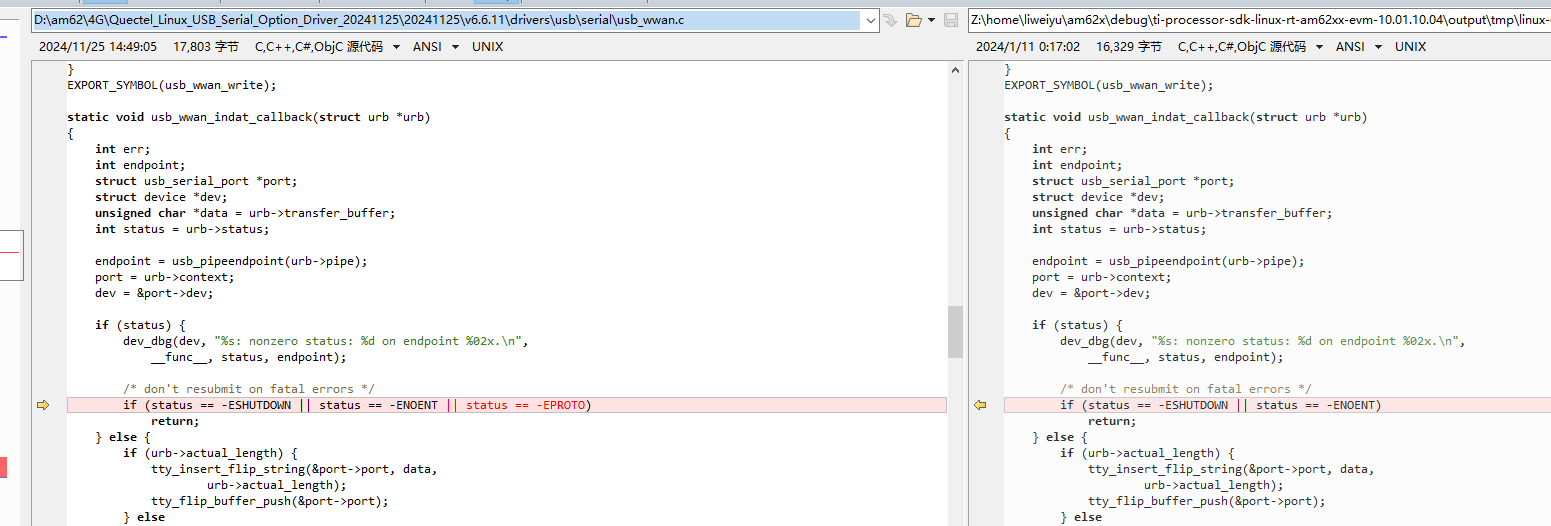 D:\am62\4G\Quectel_Linux_USB_Serial_Option_Driver_20241125\20241125\v6.6.11\drivers\usb\serial\usb_wwan.c
2024/11/25 14:49:05 17,803 字节 C,C++,C#,ObjC 源代码 ANSI UNIX
}
EXPORT_SYMBOL(usb_wwan_write);
static void usb_wwan_indat_callback(struct urb *urb)
{
int err;
int endpoint;
struct usb_serial_port *port;
struct device *dev;
unsigned char *data = urb->transfer_buffer;
int status = urb->status;
endpoint = usb_pipeendpoint(urb->pipe);
port = urb->context;
dev = &port->dev;
if (status) {
dev_dbg(dev, "%s: nonzero status: %d on endpoint %02x.\n",
__func__, status, endpoint);
/* don't resubmit on fatal errors */
if (status == -ESHUTDOWN || status == -ENOENT || status == -EPROTO)
return;
} else {
if (urb->actual_length) {
tty_insert_flip_string(&port->port, data,
urb->actual_length);
tty_flip_buffer_push(&port->port);
} else
Z:\home\liweiyu\am62x\debug\ti-processor-sdk-linux-rt-am62xx-evm-10.01.10.04\output\tmp\linux-
2024/1/11 0:17:02 16,329 字节 C,C++,C#,ObjC 源代码 ANSI UNIX
}
EXPORT_SYMBOL(usb_wwan_write);
static void usb_wwan_indat_callback(struct urb *urb)
{
int err;
int endpoint;
struct usb_serial_port *port;
struct device *dev;
unsigned char *data = urb->transfer_buffer;
int status = urb->status;
endpoint = usb_pipeendpoint(urb->pipe);
port = urb->context;
dev = &port->dev;
if (status) {
dev_dbg(dev, "%s: nonzero status: %d on endpoint %02x.\n",
__func__, status, endpoint);
/* don't resubmit on fatal errors */
if (status == -ESHUTDOWN || status == -ENOENT)
return;
} else {
if (urb->actual_length) {
tty_insert_flip_string(&port->port, data,
urb->actual_length);
tty_flip_buffer_push(&port->port);
} else